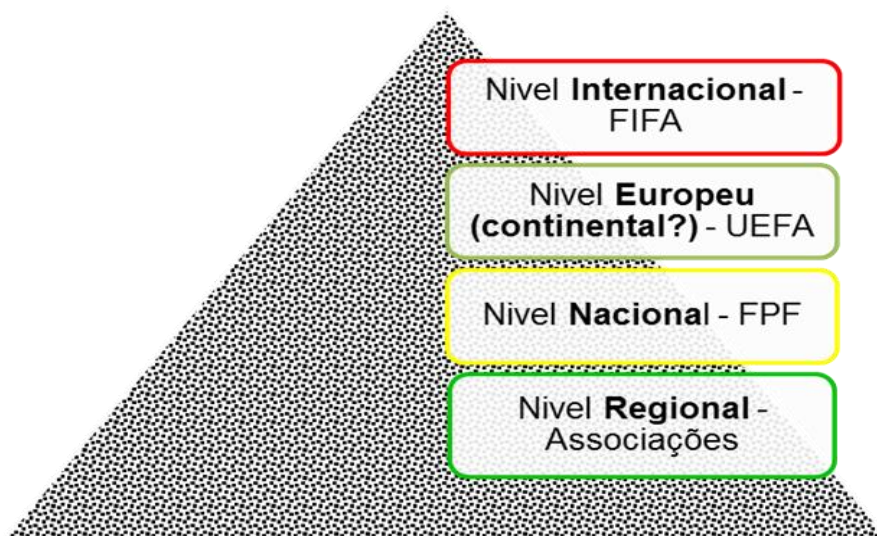 Nivel Internacional -
FIFA
Nivel Europeu
(continental?) - UEFA
Nivel Nacional - FPF
Nivel Regional -
Associações